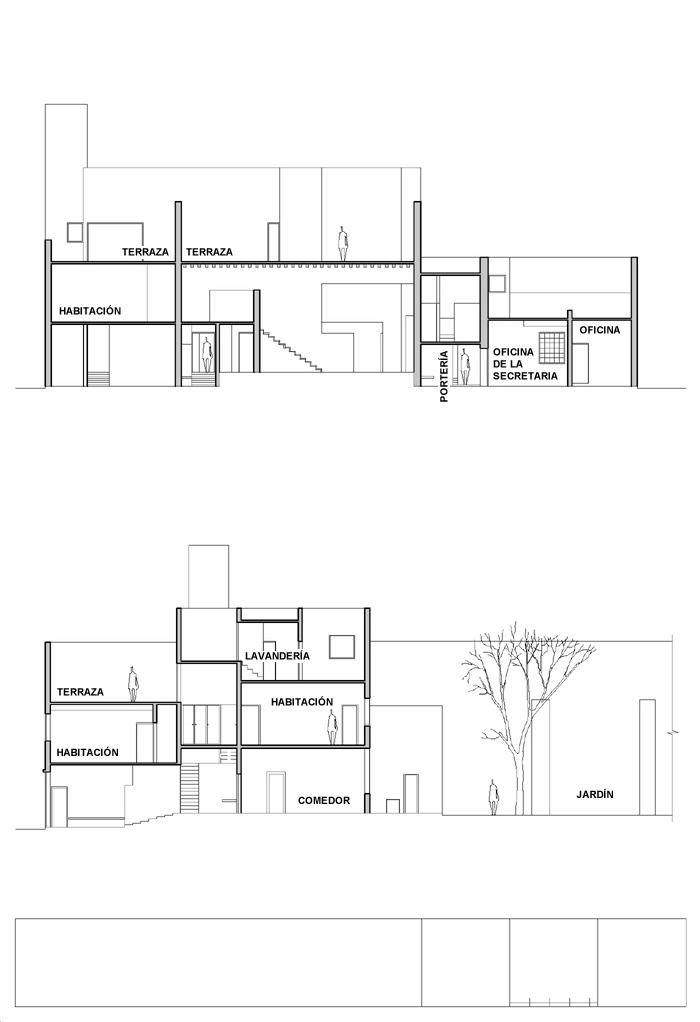 TERRAZA
TERRAZA
HABITACIÓN
OFICINA
OFICINA
DE LA
SECRETARIA
PORTERÍA
LAVANDERÍA
TERRAZA
HABITACIÓN
HABITACIÓN
COMEDOR
JARDÍN